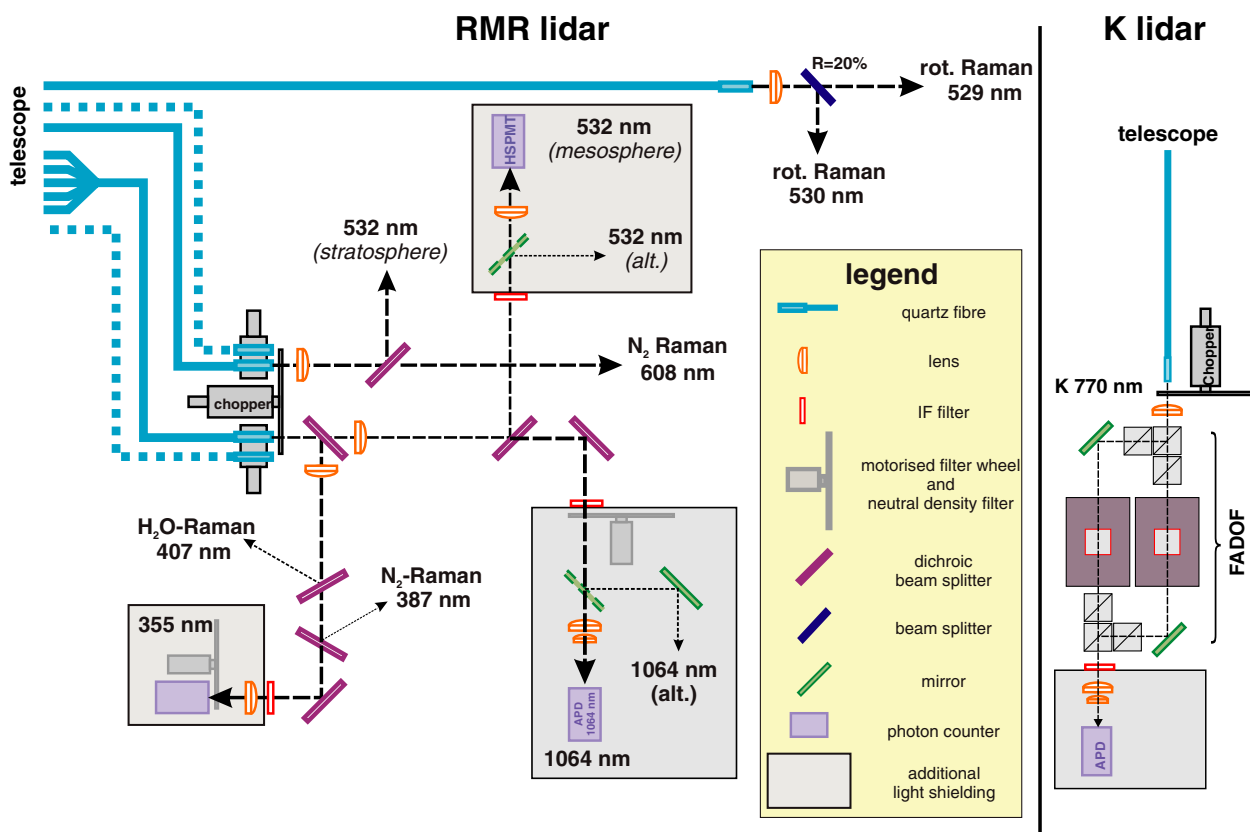 RMR lidar
K lidar
telescope
R=20%
rot. Raman
529 nm
rot. Raman
530 nm
532 nm
(mesosphere)
HSPMT
532 nm
(alt.)
532 nm
(stratosphere)
N₂ Raman
608 nm
chopper
H₂O-Raman
407 nm
N₂-Raman
387 nm
355 nm
1064 nm
(alt.)
APD
1064 nm
1064 nm
legend
quartz fibre
lens
IF filter
motorised filter wheel
and
neutral density filter
dichroic
beam splitter
beam splitter
mirror
photon counter
additional
light shielding
telescope
Chopper
K 770 nm
FADOF
APD